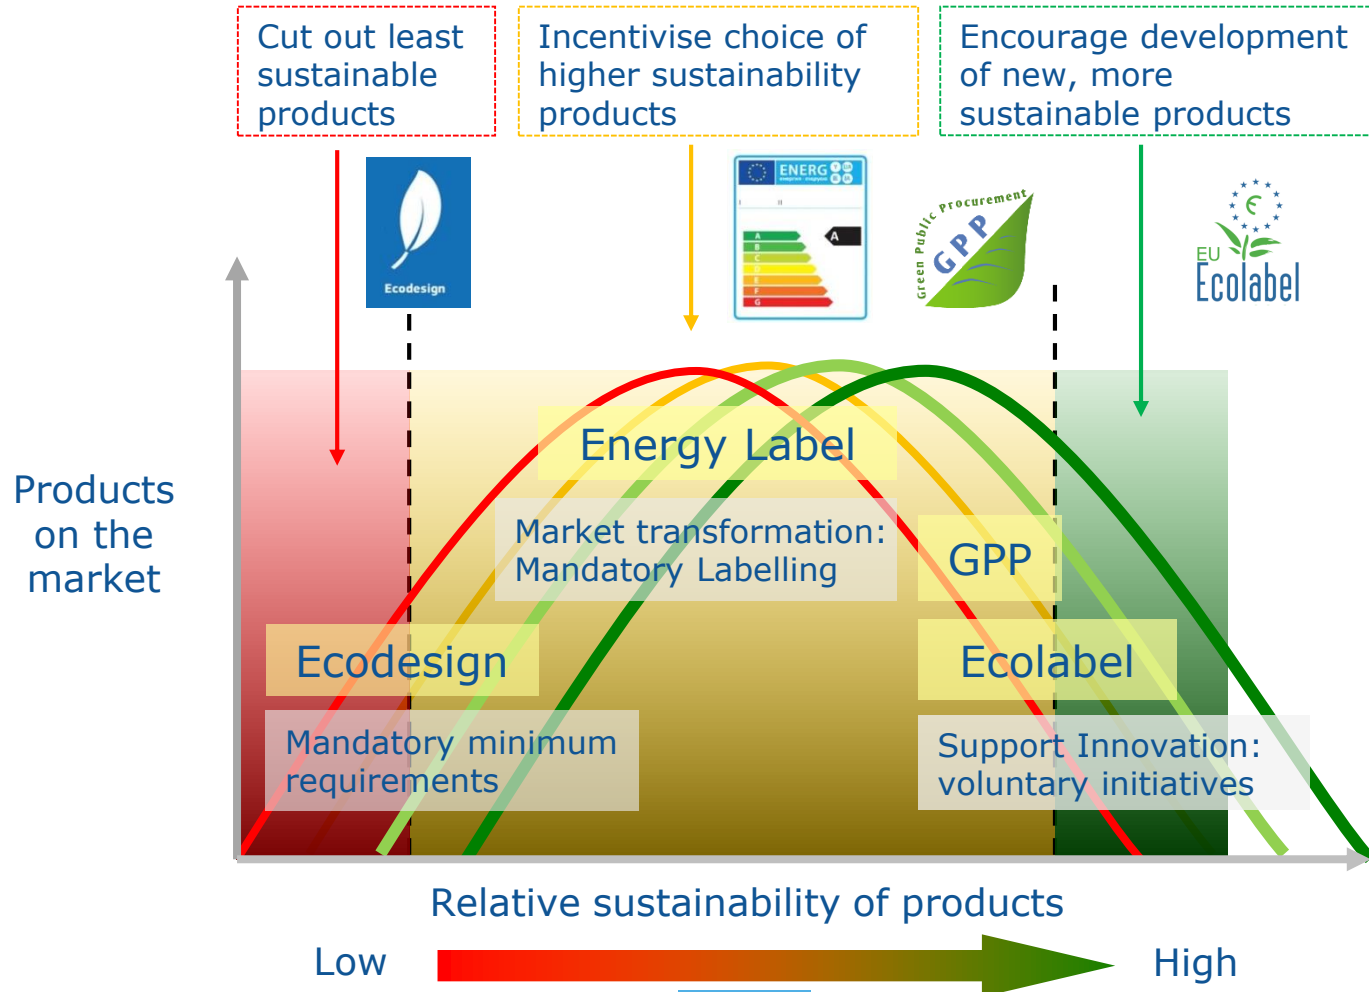 Cut out least
sustainable
products
Incentivise choice of
higher sustainability
products
Encourage development
of new, more
sustainable products
Ecodesign
ENERG
A
B
C
D
E
F
G
A
Green Public Procurement
GPP
EU
Ecolabel
Products
on the
market
Energy Label
Market transformation:
Mandatory Labelling
GPP
Ecodesign
Ecolabel
Mandatory minimum
requirements
Support Innovation:
voluntary initiatives
Relative sustainability of products
Low
High